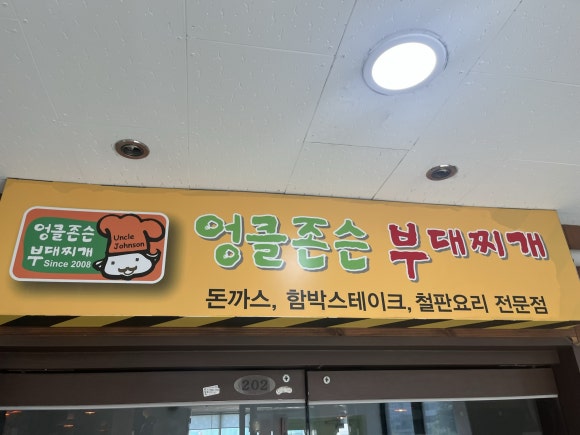 엉클존슨
부대찌개
Since 2008
Uncle
Johnson
엉클존슨 부대찌개
돈까스, 함박스테이크, 철판요리 전문점
202